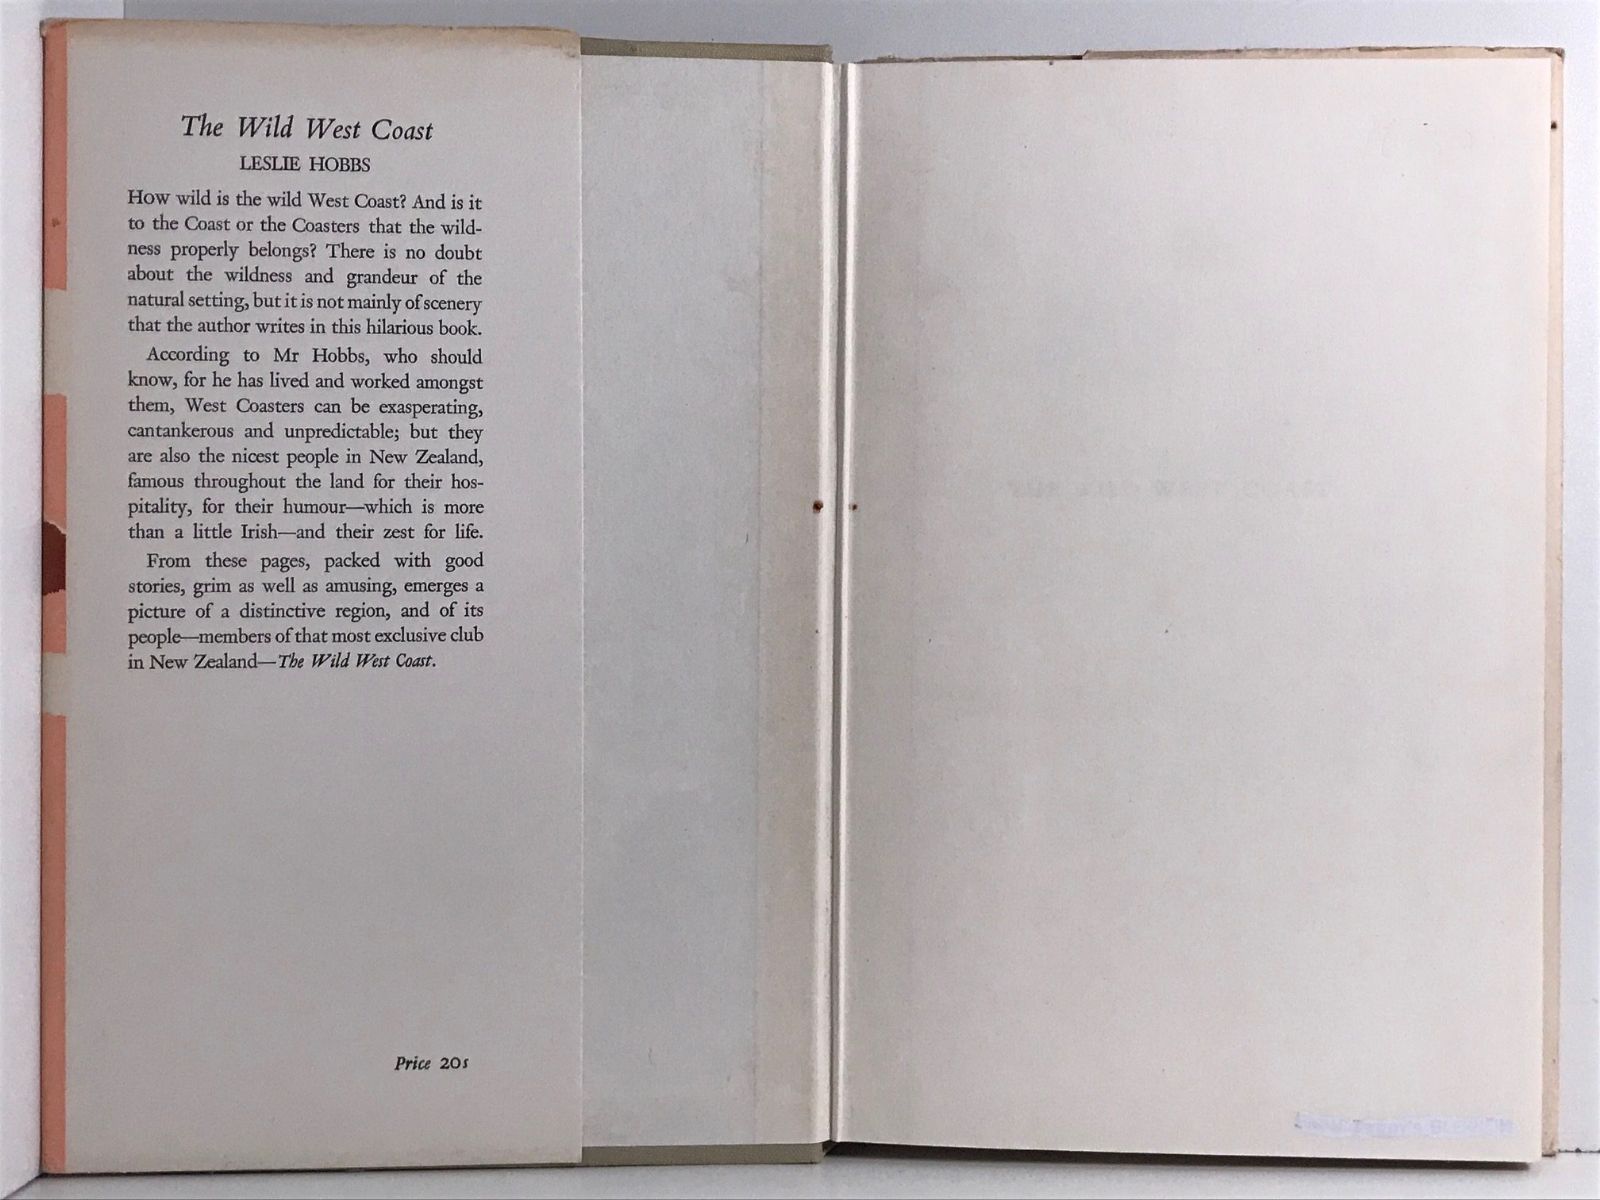 The Wild West Coast
LESLIE HOBBS
How wild is the wild West Coast? And is it
to the Coast or the Coasters that the wild-
ness properly belongs? There is no doubt
about the wildness and grandeur of the
natural setting, but it is not mainly of scenery
that the author writes in this hilarious book.
According to Mr Hobbs, who should
know, for he has lived and worked amongst
them, West Coasters can be exasperating,
cantankerous and unpredictable; but they
are also the nicest people in New Zealand,
famous throughout the land for their hos-
pitality, for their humour—which is more
than a little Irish—and their zest for life.
From these pages, packed with good
stories, grim as well as amusing, emerges a
picture of a distinctive region, and of its
people—members of that most exclusive club
in New Zealand—The Wild West Coast.
Price 20s
THE WILD WEST COAST